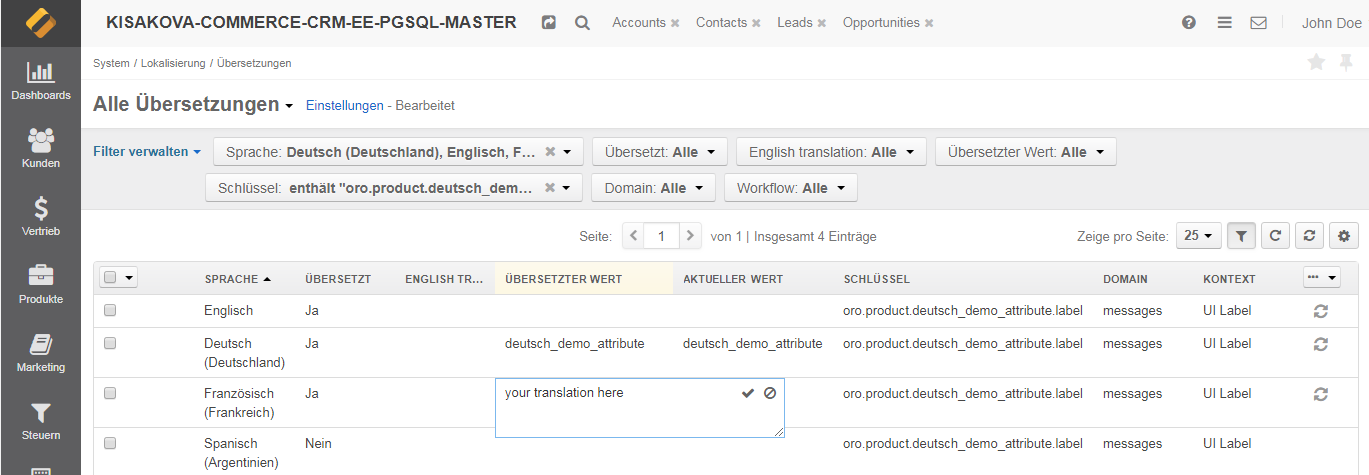 KISAKOVA-COMMERCE-CRM-EE-PGSQL-MASTER Accounts Contacts Leads Opportunities John Doe
System / Lokalisierung / Übersetzungen
Dashboards
Kunden
Vertrieb
Produkte
Marketing
Steuern
Alle Übersetzungen Einstellungen - Bearbeitet
Filter verwalten Sprache: Deutsch (Deutschland), Englisch, F... Übersetzt: Alle English translation: Alle Übersetzter Wert: Alle
Schlüssel: enthält "oro.product.deutsch_dem... Domain: Alle Workflow: Alle
Seite: 1 von 1 | Insgesamt 4 Einträge Zeige pro Seite: 25
SPRACHE ÜBERSETZT ENGLISH TR... ÜBERSETZTER WERT AKTUELLER WERT SCHLÜSSEL DOMAIN KONTEXT ...
Englisch Ja oro.product.deutsch_demo_attribute.label messages UI Label
Deutsch Ja deutsch_demo_attribute deutsch_demo_attribute oro.product.deutsch_demo_attribute.label messages UI Label
(Deutschland)
Französisch Ja your translation here oro.product.deutsch_demo_attribute.label messages UI Label
(Frankreich)
Spanisch Nein oro.product.deutsch_demo_attribute.label messages UI Label
(Argentinien)